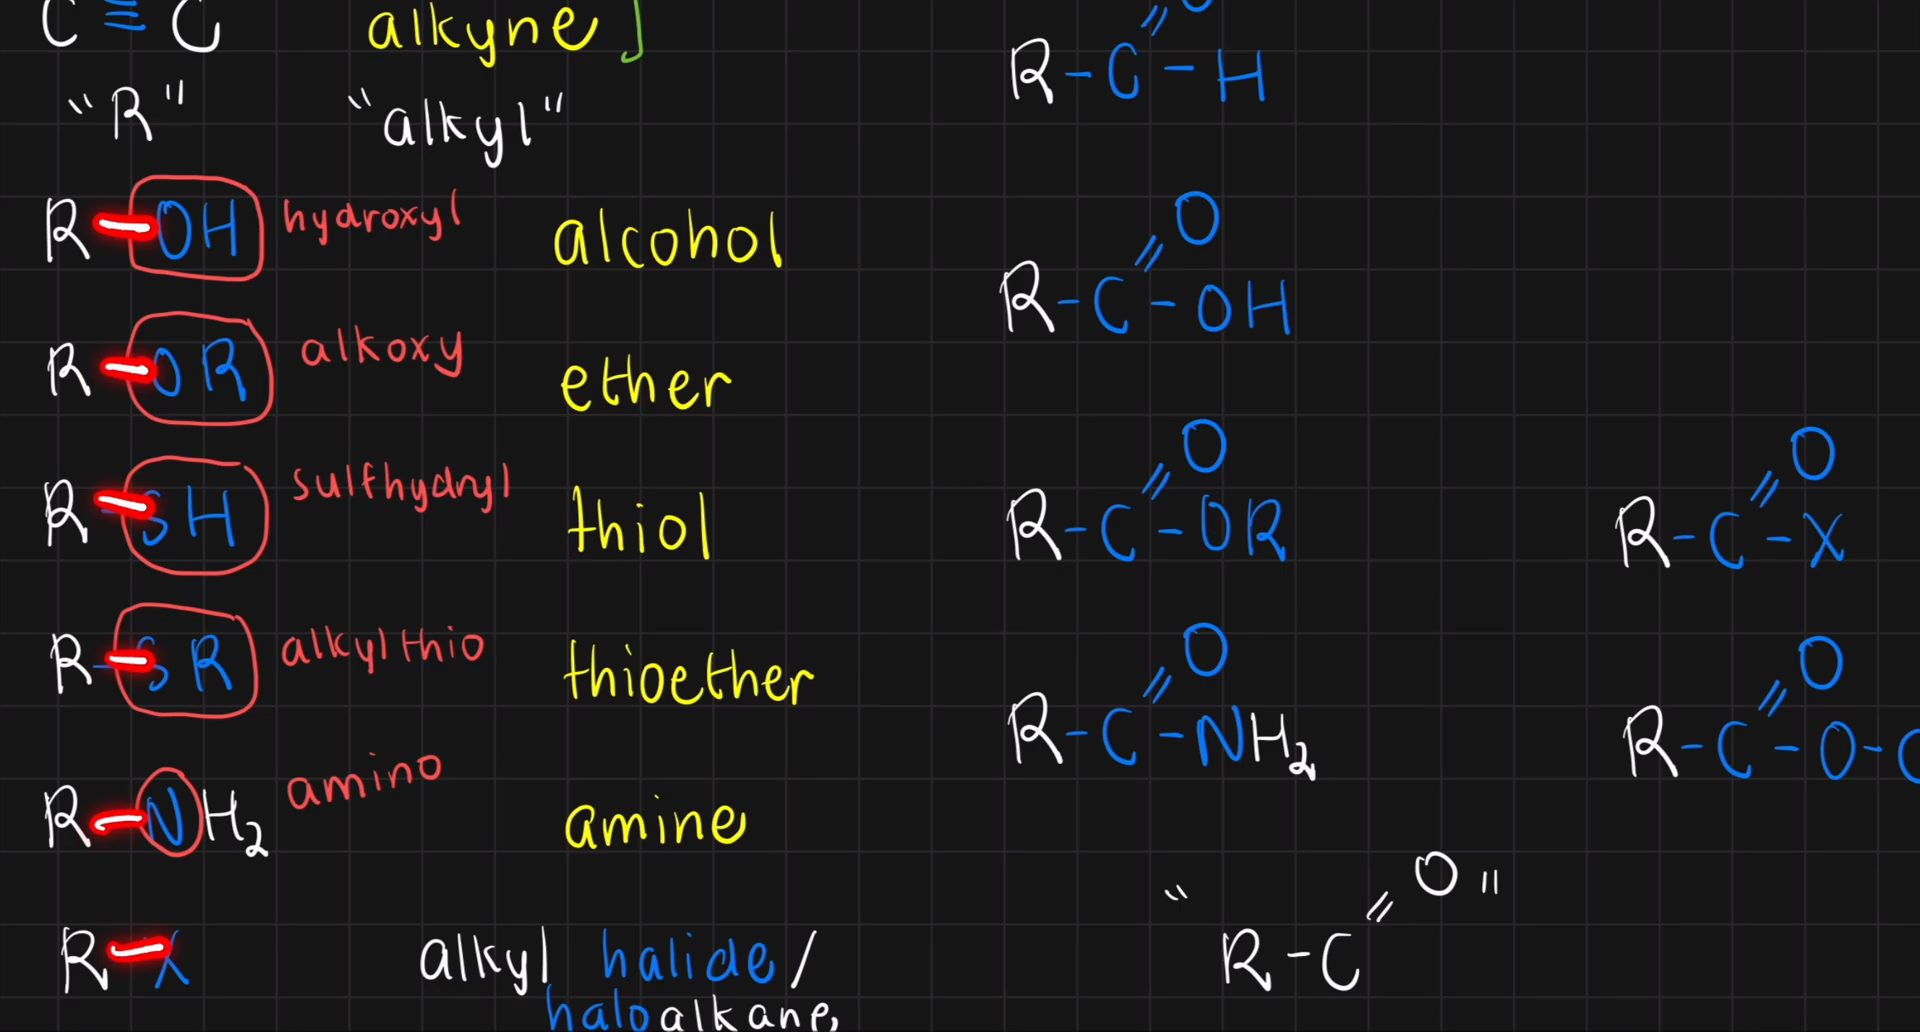 C ≡ C alkyne ]
"R" "alkyl"
R-OH hydroxyl alcohol
R-OR alkoxy ether
R-SH sulfhydryl thiol
R-SR alkylthio thioether
R-NH₂ amino amine
R-X alkyl halide/
haloalkane,
O
R-C-H
O
R-C-OH
O
R-C-OR
O
R-C-NH₂
" O "
R-C
O
R-C-X
O
R-C-O-C